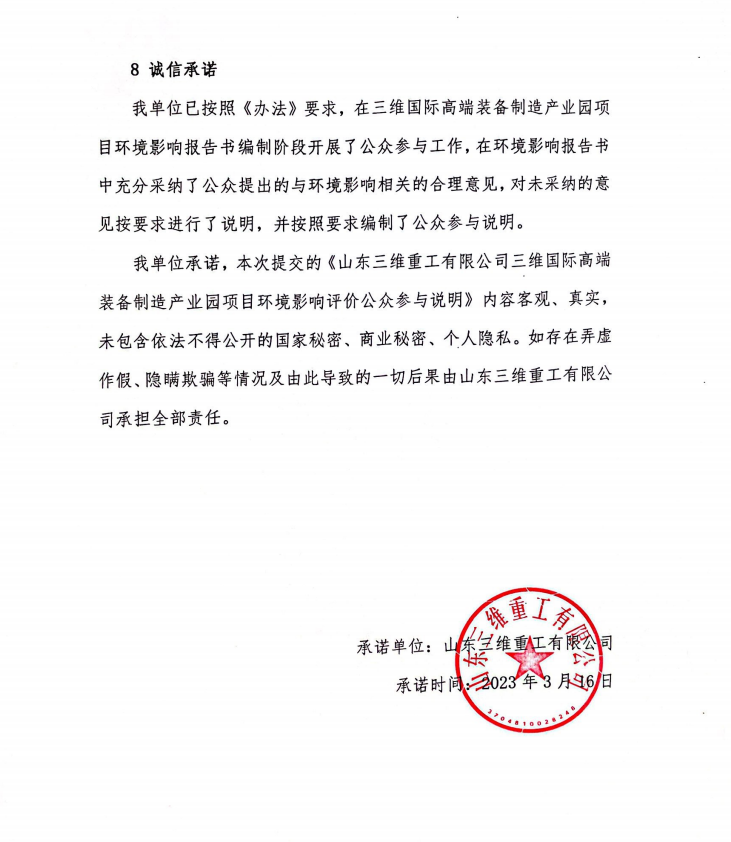 8 诚信承诺
我单位已按照《办法》要求，在三维国际高端装备制造产业园项
目环境影响报告书编制阶段开展了公众参与工作，在环境影响报告书
中充分采纳了公众提出的与环境影响相关的合理意见，对未采纳的意
见按要求进行了说明，并按照要求编制了公众参与说明。
我单位承诺，本次提交的《山东三维重工有限公司三维国际高端
装备制造产业园项目环境影响评价公众参与说明》内容客观、真实，
未包含依法不得公开的国家秘密、商业秘密、个人隐私。如存在弄虚
作假、隐瞒欺骗等情况及由此导致的一切后果由山东三维重工有限公
司承担全部责任。
承诺单位：山东三维重工有限公司
承诺时间：2023 年 3 月 16 日
山东三维重工有限公司
3704810028246